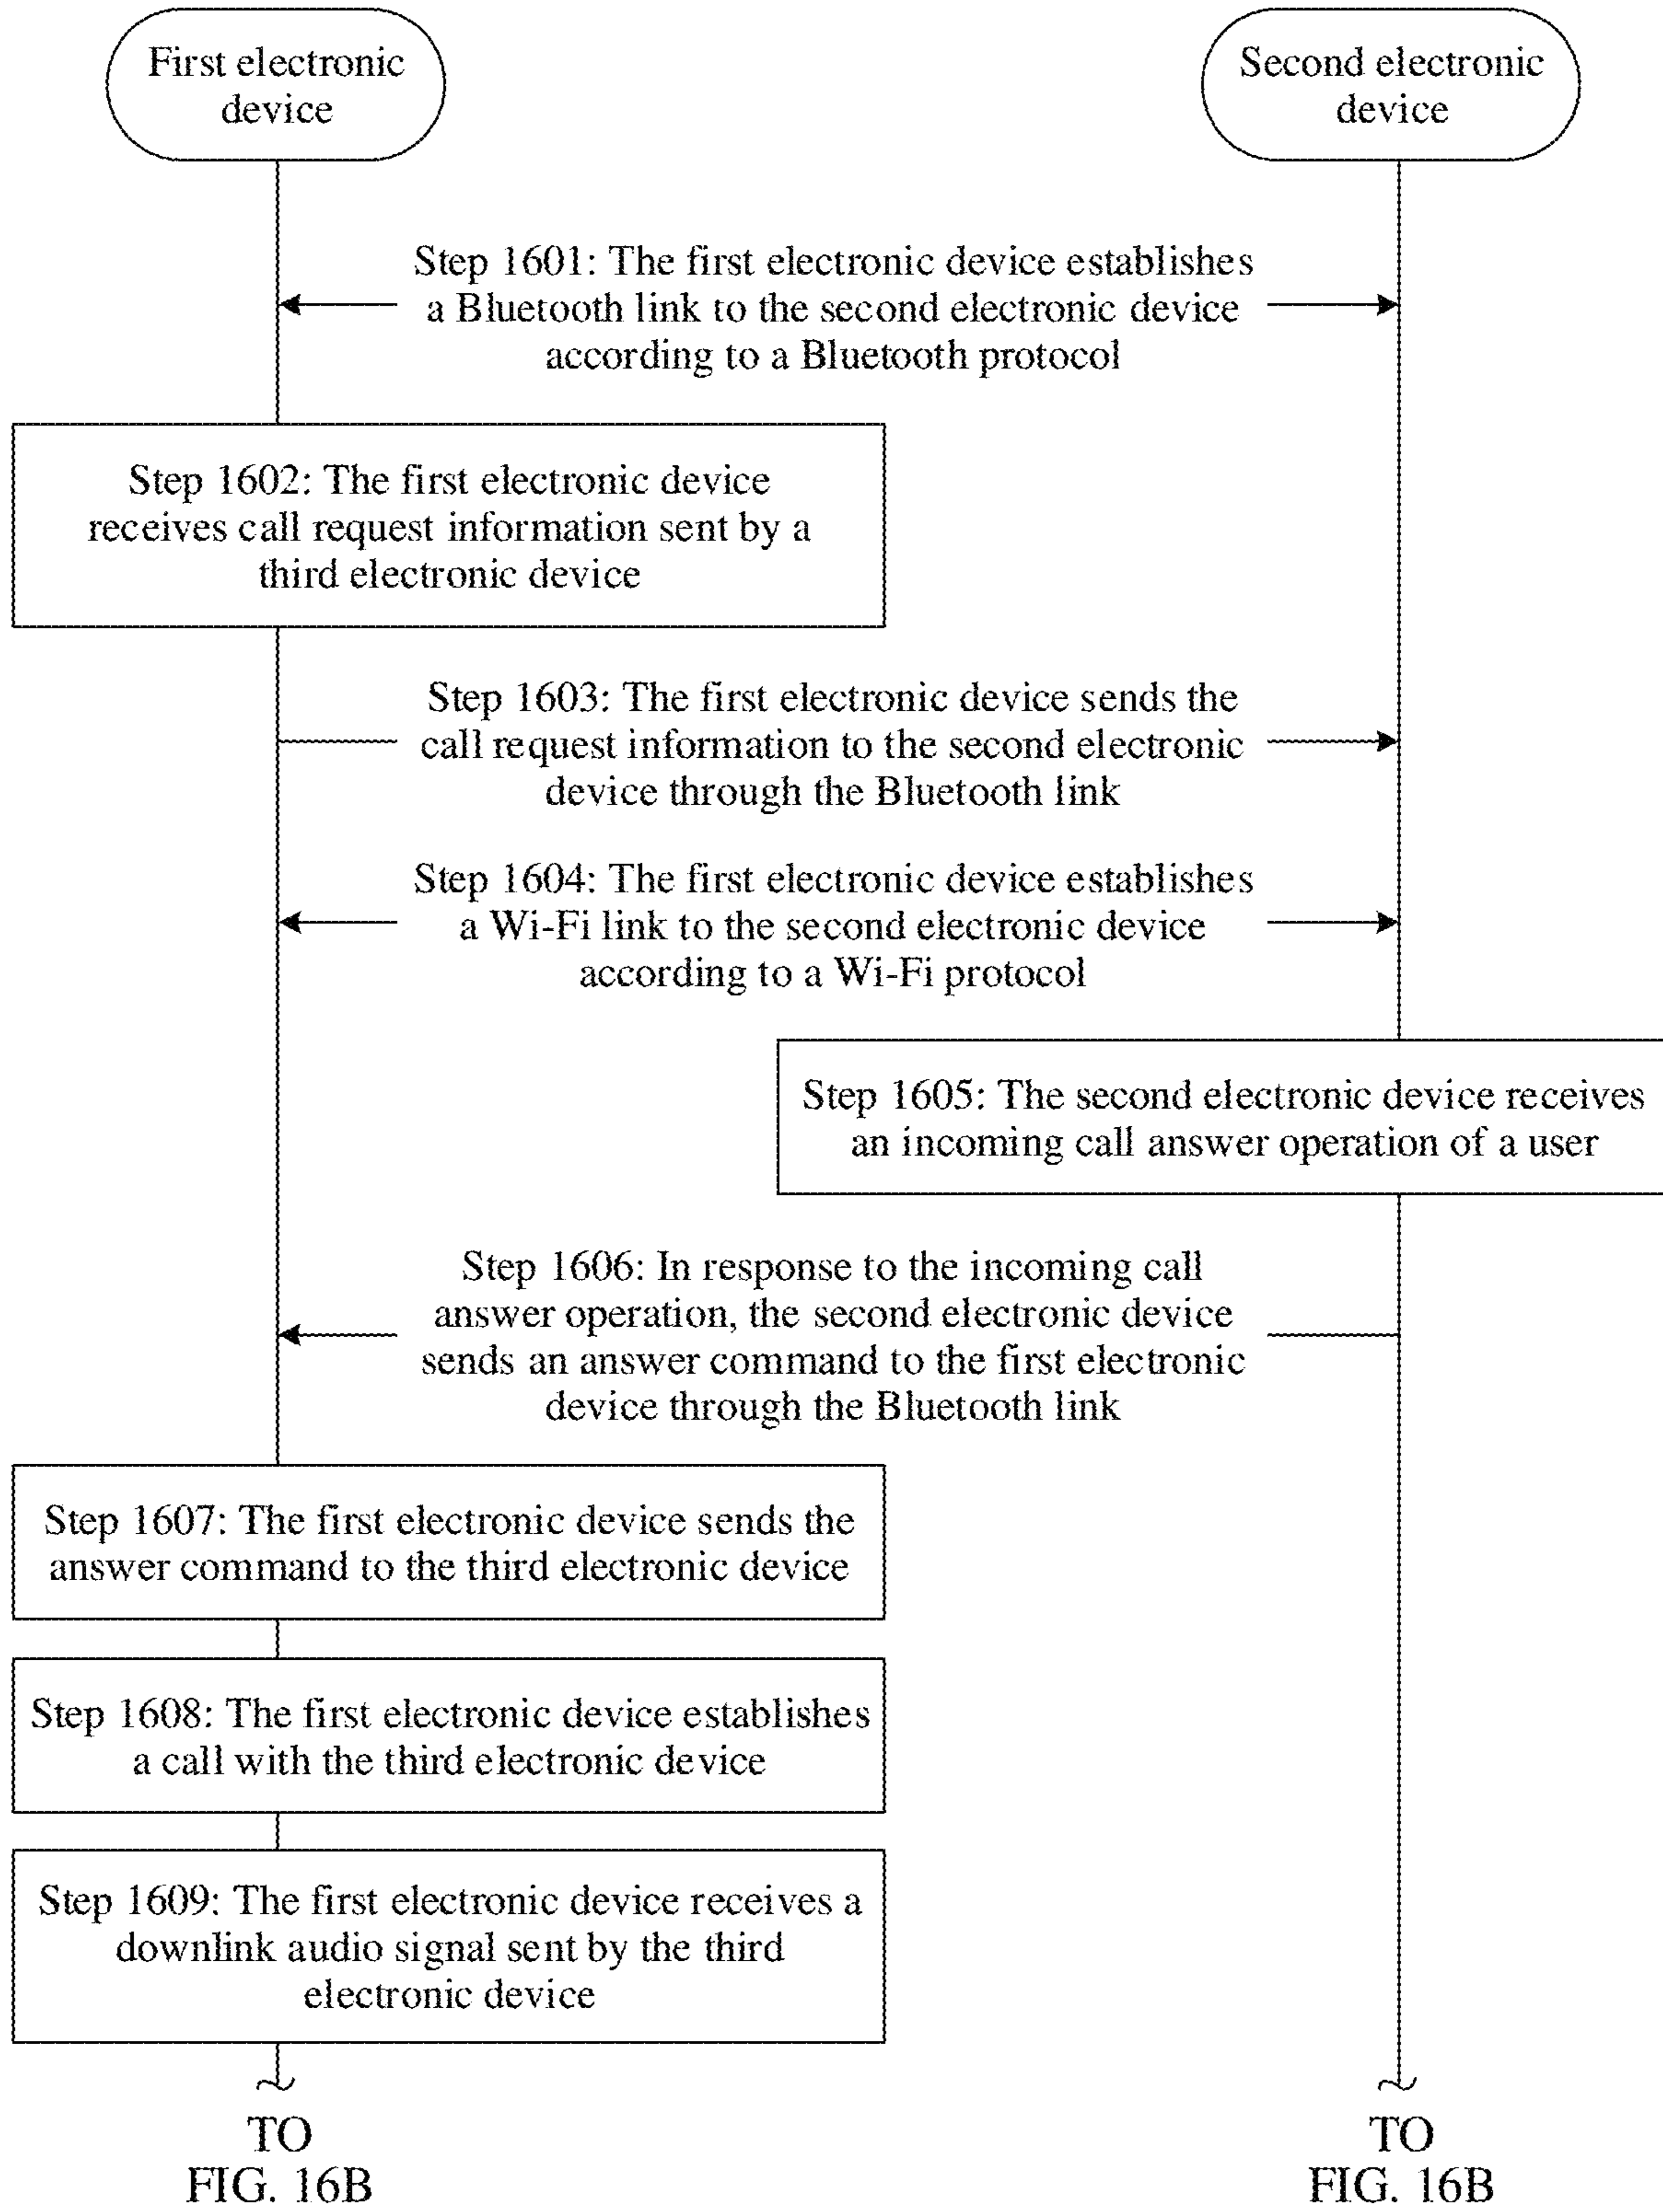 First electronic
device
Second electronic
device
Step 1601: The first electronic device establishes
a Bluetooth link to the second electronic device
according to a Bluetooth protocol
Step 1602: The first electronic device
receives call request information sent by a
third electronic device
Step 1603: The first electronic device sends the
call request information to the second electronic
device through the Bluetooth link
Step 1604: The first electronic device establishes
a Wi-Fi link to the second electronic device
according to a Wi-Fi protocol
Step 1605: The second electronic device receives
an incoming call answer operation of a user
Step 1606: In response to the incoming call
answer operation, the second electronic device
sends an answer command to the first electronic
device through the Bluetooth link
Step 1607: The first electronic device sends the
answer command to the third electronic device
Step 1608: The first electronic device establishes
a call with the third electronic device
Step 1609: The first electronic device receives a
downlink audio signal sent by the third
electronic device
TO
FIG. 16B
TO
FIG. 16B